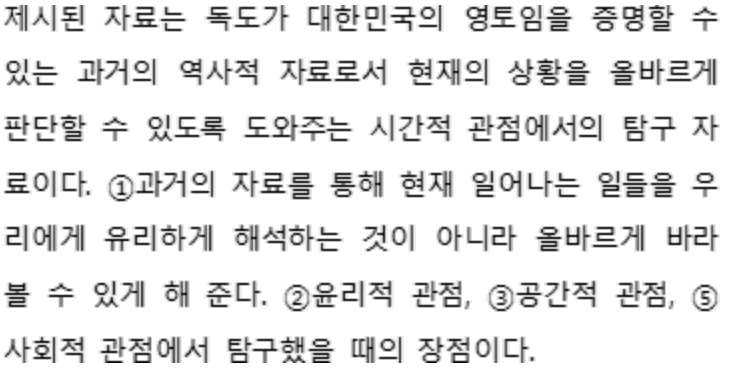 제시된 자료는 독도가 대한민국의 영토임을 증명할 수
있는 과거의 역사적 자료로서 현재의 상황을 올바르게
판단할 수 있도록 도와주는 시간적 관점에서의 탐구 자
료이다. ①과거의 자료를 통해 현재 일어나는 일들을 우
리에게 유리하게 해석하는 것이 아니라 올바르게 바라
볼 수 있게 해 준다. ②윤리적 관점, ③공간적 관점, ⑤
사회적 관점에서 탐구했을 때의 장점이다.